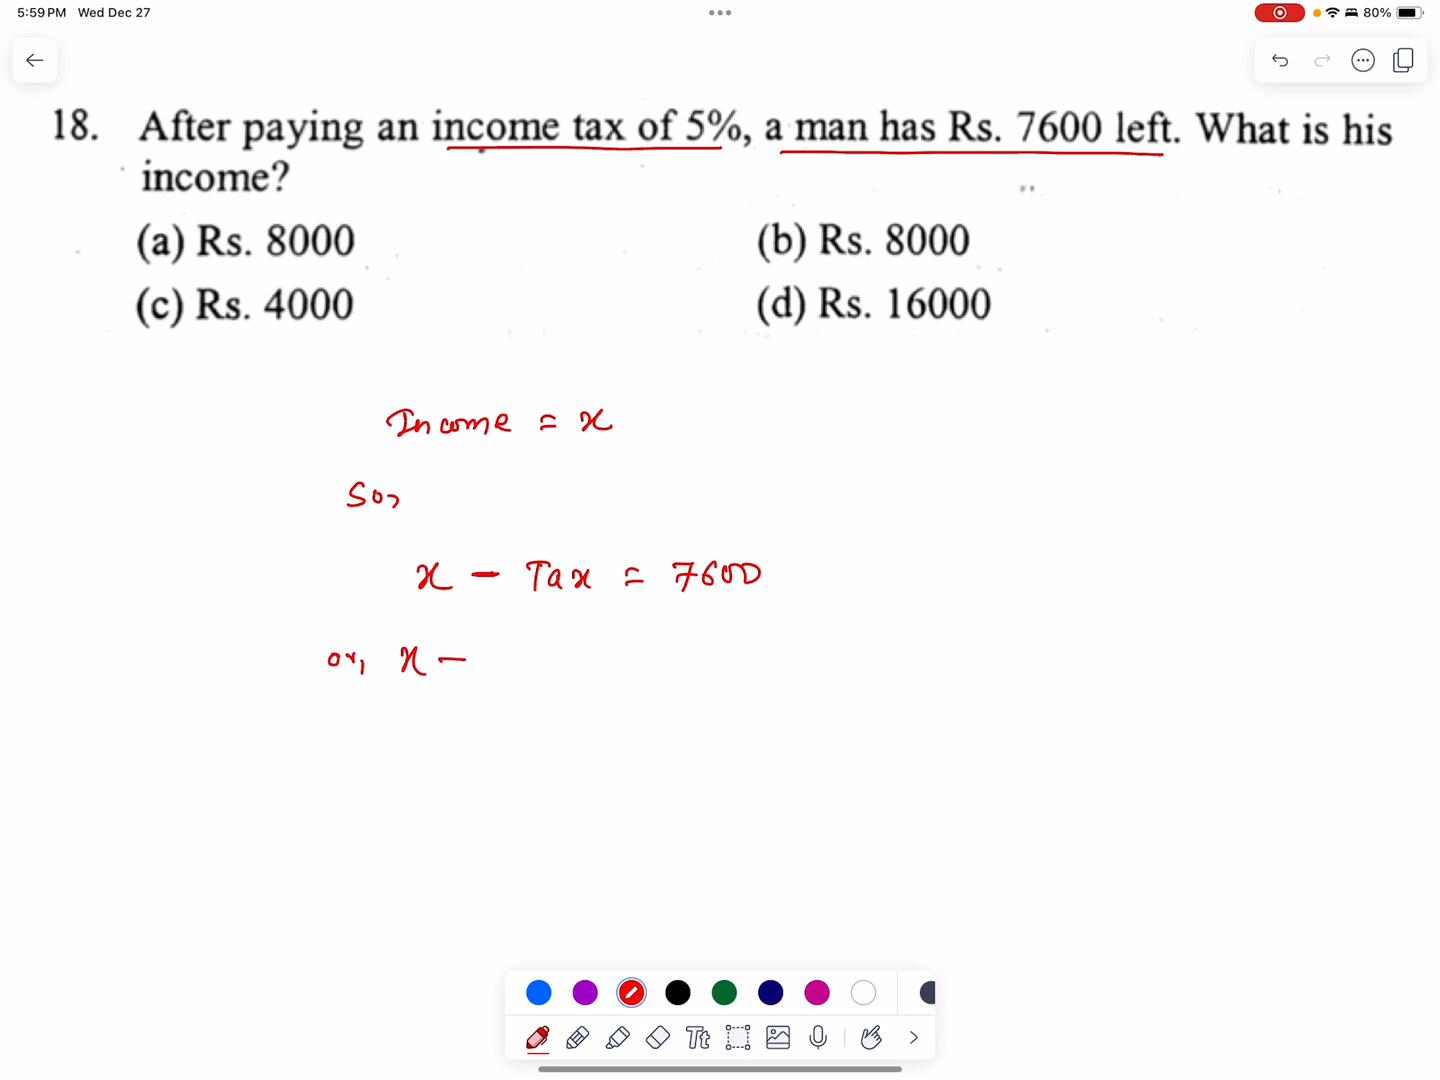 5:59 PM Wed Dec 27
80%
18. After paying an income tax of 5%, a man has Rs. 7600 left. What is his
income?
(a) Rs. 8000 (b) Rs. 8000
(c) Rs. 4000 (d) Rs. 16000
Income = x
So,
x - Tax = 7600
or, x -
Tt